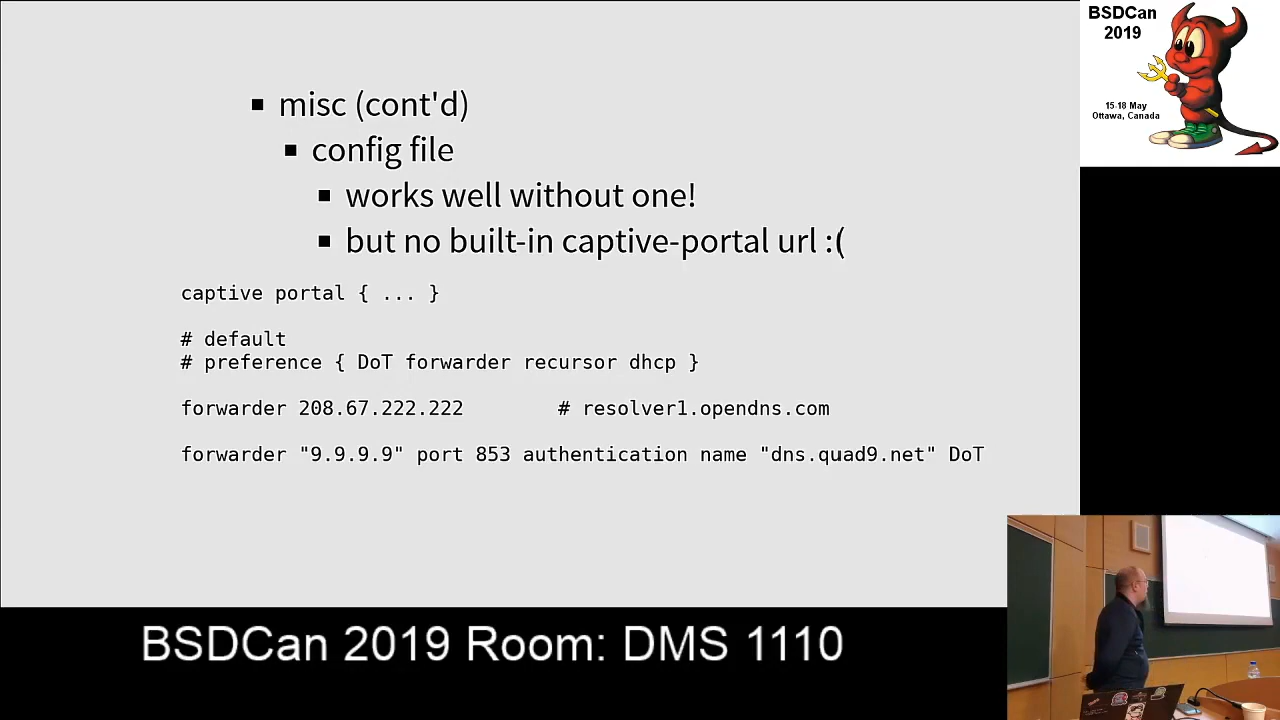 misc (cont'd)
config file
works well without one!
but no built-in captive-portal url :(
captive portal { ... }
# default
# preference { DoT forwarder recursor dhcp }
forwarder 208.67.222.222 # resolver1.opendns.com
forwarder "9.9.9.9" port 853 authentication name "dns.quad9.net" DoT
BSDCan
2019
15-18 May
Ottawa, Canada
BSDCan 2019 Room: DMS 1110